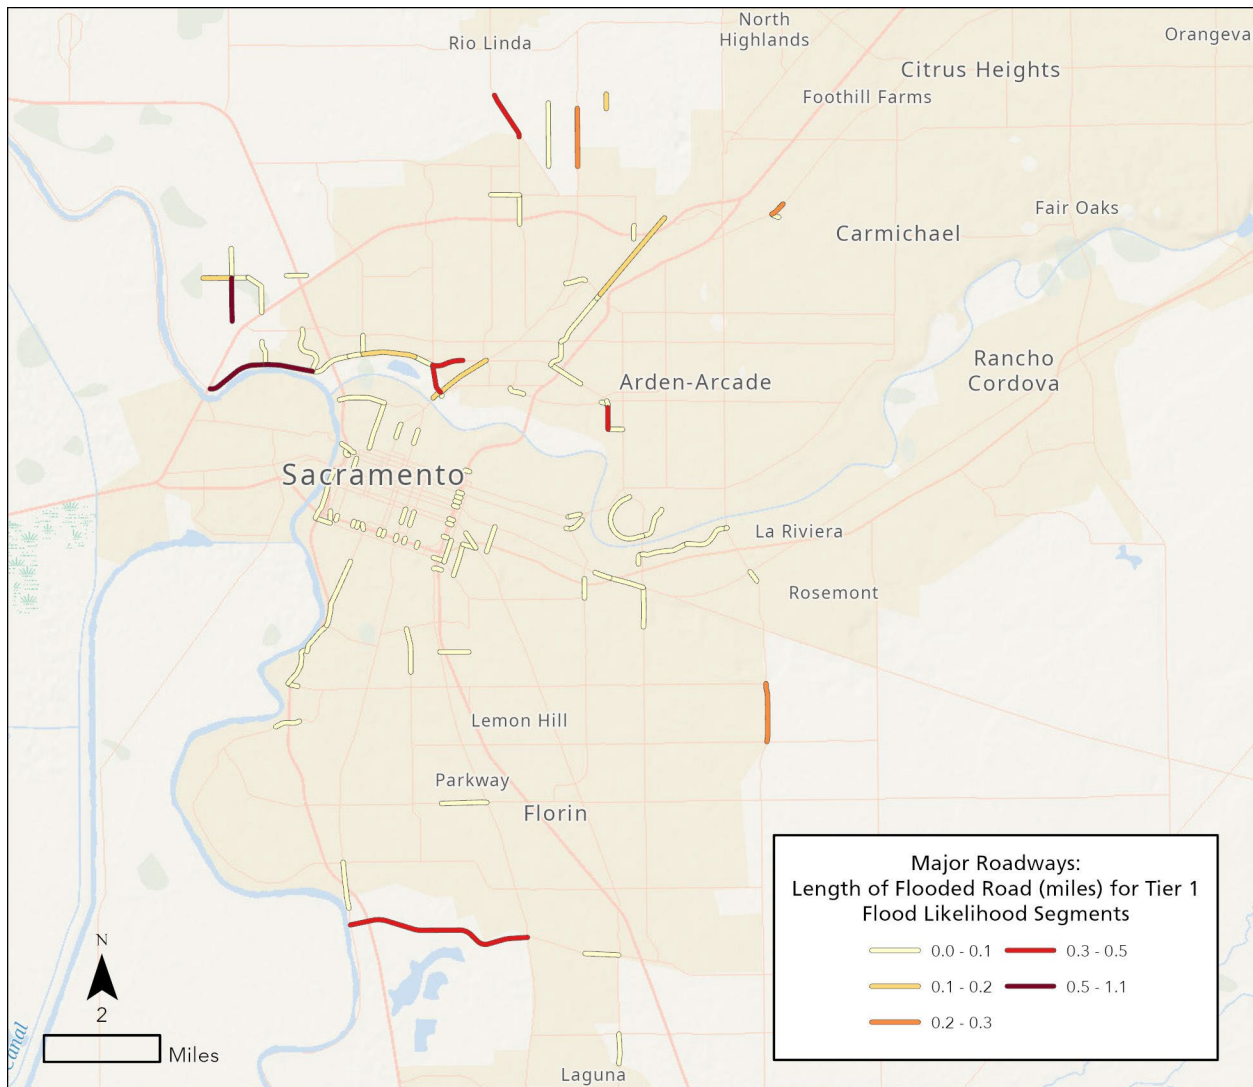 North
Highlands
Rio Linda
Orangeva
Citrus Heights
Foothill Farms
Fair Oaks
Carmichael
Rancho
Cordova
Arden-Arcade
Sacramento
La Riviera
Rosemont
Lemon Hill
Parkway
Florin
Laguna
Canal
N
2
Miles
Major Roadways:
Length of Flooded Road (miles) for Tier 1
Flood Likelihood Segments
0.0 - 0.1
0.3 - 0.5
0.1 - 0.2
0.5 - 1.1
0.2 - 0.3